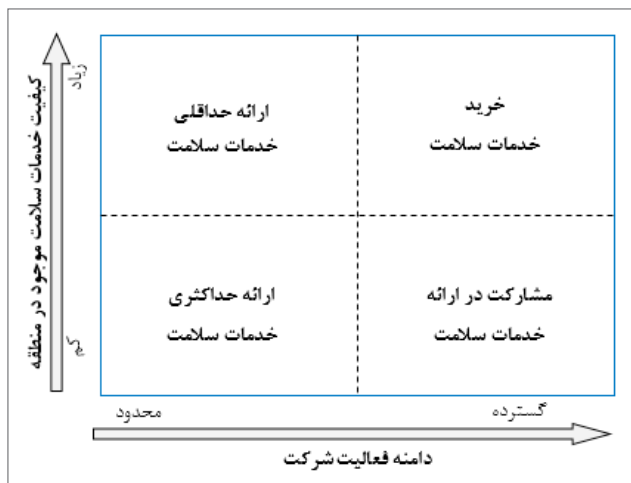 زیاد
کیفیت خدمات سلامت موجود در منطقه
کم
خرید
خدمات سلامت
ارائه حداقلی
خدمات سلامت
مشارکت در ارائه
خدمات سلامت
ارائه حداکثری
خدمات سلامت
گسترده
محدود
دامنه فعالیت شرکت